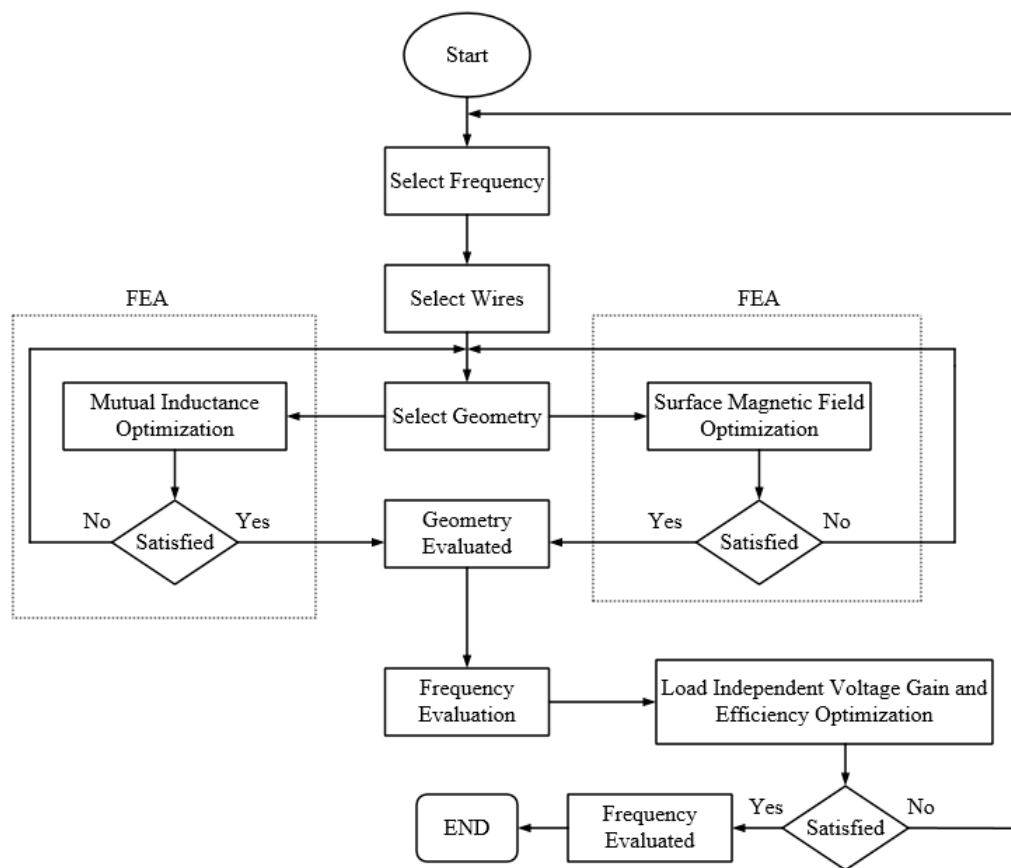 Start
Select Frequency
Select Wires
FEA
FEA
Mutual Inductance
Optimization
Select Geometry
Surface Magnetic Field
Optimization
No
Satisfied
Yes
Geometry
Evaluated
Yes
Satisfied
No
Frequency
Evaluation
Load Independent Voltage Gain and
Efficiency Optimization
END
Frequency
Evaluated
Yes
Satisfied
No